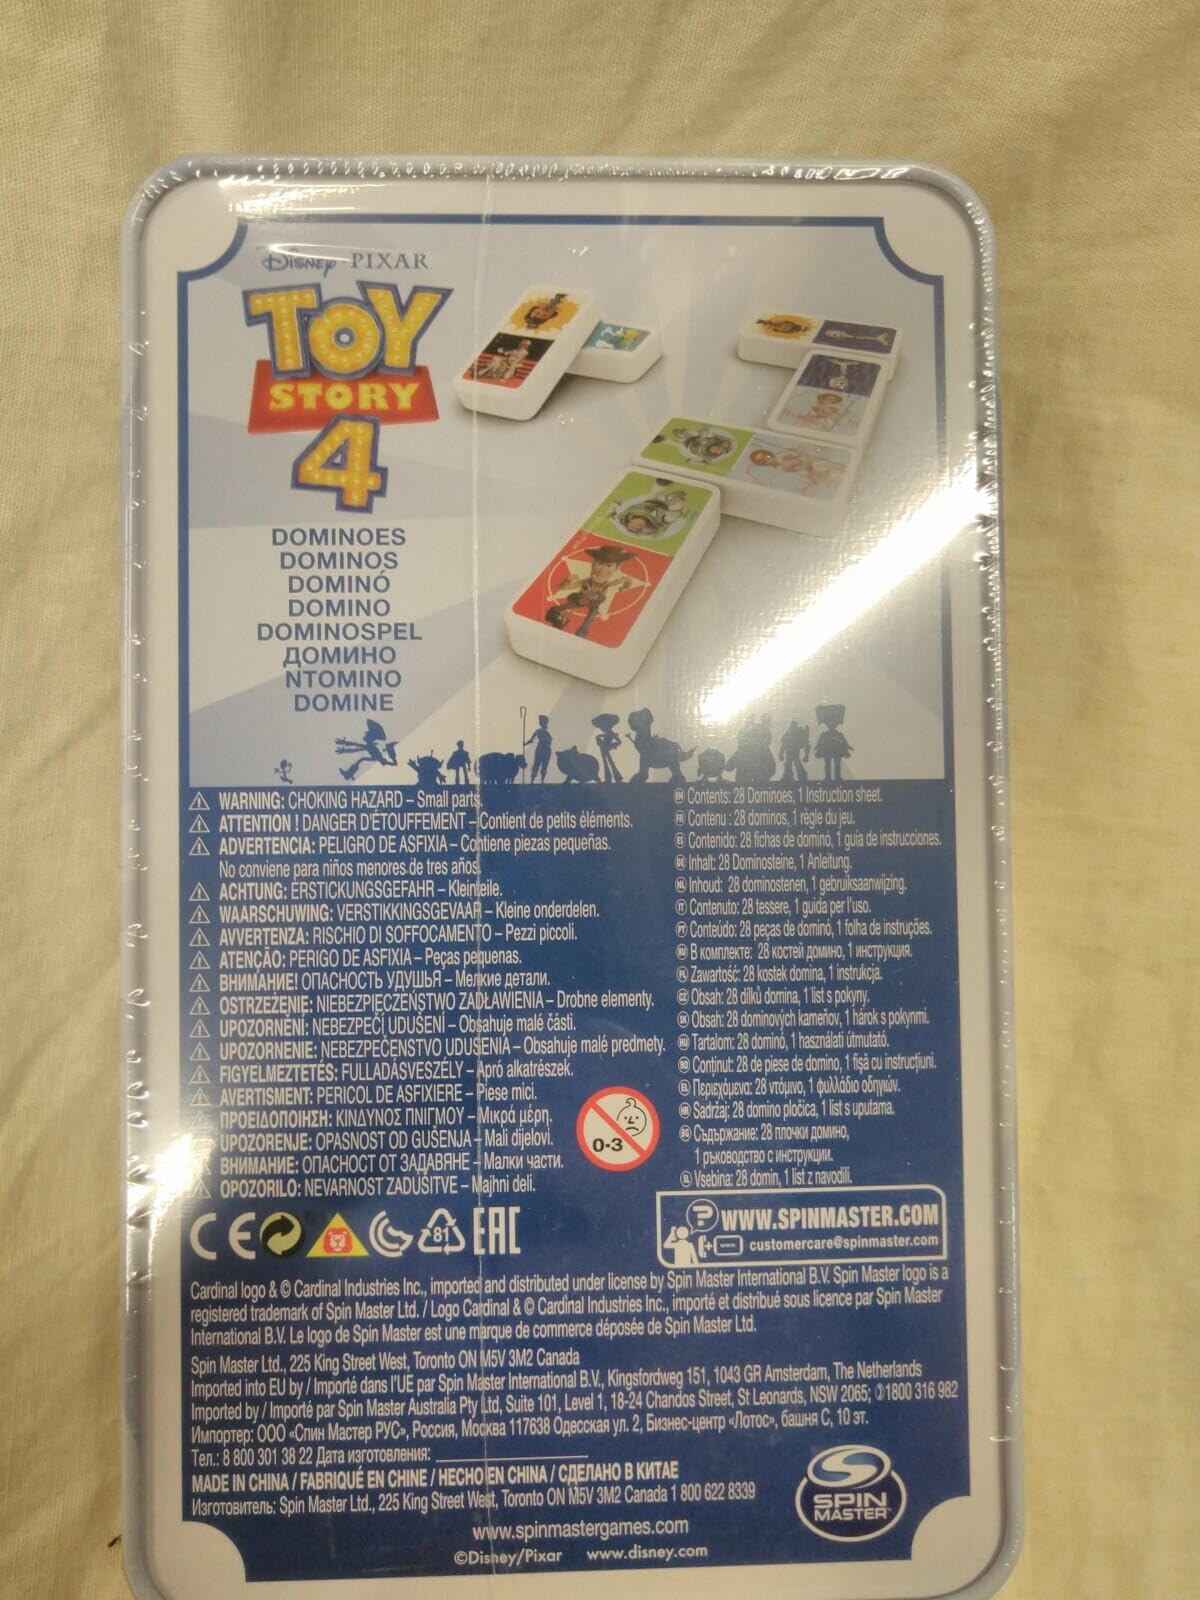 Disney · PIXAR
TOY
STORY
4
DOMINOES
DOMINOS
DOMINÓ
DOMINO
DOMINOSPEL
ДОМИНО
ΝΤΟΜΙΝΟ
DOMINE
WARNING: CHOKING HAZARD – Small parts.
ATTENTION ! DANGER D'ÉTOUFFEMENT – Contient de petits éléments.
ADVERTENCIA: PELIGRO DE ASFIXIA – Contiene piezas pequeñas.
No conviene para niños menores de tres años.
ACHTUNG: ERSTICKUNGSGEFAHR – Kleinteile.
WAARSCHUWING: VERSTIKKINGSGEVAAR – Kleine onderdelen.
AVVERTENZA: RISCHIO DI SOFFOCAMENTO – Pezzi piccoli.
ATENÇÃO: PERIGO DE ASFIXIA – Peças pequenas.
ВНИМАНИЕ! ОПАСНОСТЬ УДУШЬЯ – Мелкие детали.
OSTRZEŻENIE: NIEBEZPIECZEŃSTWO ZADŁAWIENIA – Drobne elementy.
UPOZORNĚNÍ: NEBEZPEČÍ UDUŠENÍ – Obsahuje malé části.
UPOZORNENIE: NEBEZPEČENSTVO UDUSENIA – Obsahuje malé predmety.
FIGYELMEZTETÉS: FULLADÁSVESZÉLY – Apró alkatrészek.
AVERTISMENT: PERICOL DE ASFIXIERE – Piese mici.
ΠΡΟΕΙΔΟΠΟΙΗΣΗ: ΚΙΝΔΥΝΟΣ ΠΝΙΓΜΟΥ – Μικρά μέρη.
UPOZORENJE: OPASNOST OD GUŠENJA – Mali dijelovi.
ВНИМАНИЕ: ОПАСНОСТ ОТ ЗАДАВЯНЕ – Малки части.
OPOZORILO: NEVARNOST ZADUŠITVE – Majhni deli.
0-3
EN Contents: 28 Dominoes, 1 Instruction sheet.
FR Contenu : 28 dominos, 1 règle du jeu.
ES Contenido: 28 fichas de dominó, 1 guía de instrucciones.
DE Inhalt: 28 Dominosteine, 1 Anleitung.
NL Inhoud: 28 dominostenen, 1 gebruiksaanwijzing.
IT Contenuto: 28 tessere, 1 guida per l'uso.
PT Conteúdo: 28 peças de dominó, 1 folha de instruções.
RU В комплекте: 28 костей домино, 1 инструкция.
PL Zawartość: 28 kostek domina, 1 instrukcja.
CZ Obsah: 28 dílků domina, 1 list s pokyny.
SK Obsah: 28 dominových kameňov, 1 hárok s pokynmi.
HU Tartalom: 28 dominó, 1 használati útmutató.
RO Conținut: 28 de piese de domino, 1 fișă cu instrucțiuni.
EL Περιεχόμενα: 28 ντόμινο, 1 φυλλάδιο οδηγιών.
HR Sadržaj: 28 domino pločica, 1 list s uputama.
BG Съдържание: 28 плочки домино,
1 ръководство с инструкции.
SL Vsebina: 28 domin, 1 list z navodili.
CE 81 EAC
WWW.SPINMASTER.COM
customercare@spinmaster.com
Cardinal logo & © Cardinal Industries Inc., imported and distributed under license by Spin Master International B.V. Spin Master logo is a
registered trademark of Spin Master Ltd. / Logo Cardinal & © Cardinal Industries Inc., importé et distribué sous licence par Spin Master
International B.V. Le logo de Spin Master est une marque de commerce déposée de Spin Master Ltd.
Spin Master Ltd., 225 King Street West, Toronto ON M5V 3M2 Canada
Imported into EU by / Importé dans l'UE par Spin Master International B.V., Kingsfordweg 151, 1043 GR Amsterdam, The Netherlands
Imported by / Importé par Spin Master Australia Pty Ltd, Suite 101, Level 1, 18-24 Chandos Street, St Leonards, NSW 2065; 1800 316 982
Импортер: ООО «Спин Мастер РУС», Россия, Москва 117638 Одесская ул. 2, Бизнес-центр «Лотос», башня С, 10 эт.
Тел.: 8 800 301 38 22 Дата изготовления:
MADE IN CHINA / FABRIQUÉ EN CHINE / HECHO EN CHINA / СДЕЛАНО В КИТАЕ
Изготовитель: Spin Master Ltd., 225 King Street West, Toronto ON M5V 3M2 Canada 1 800 622 8339
www.spinmastergames.com
©Disney/Pixar www.disney.com
SPIN
MASTER